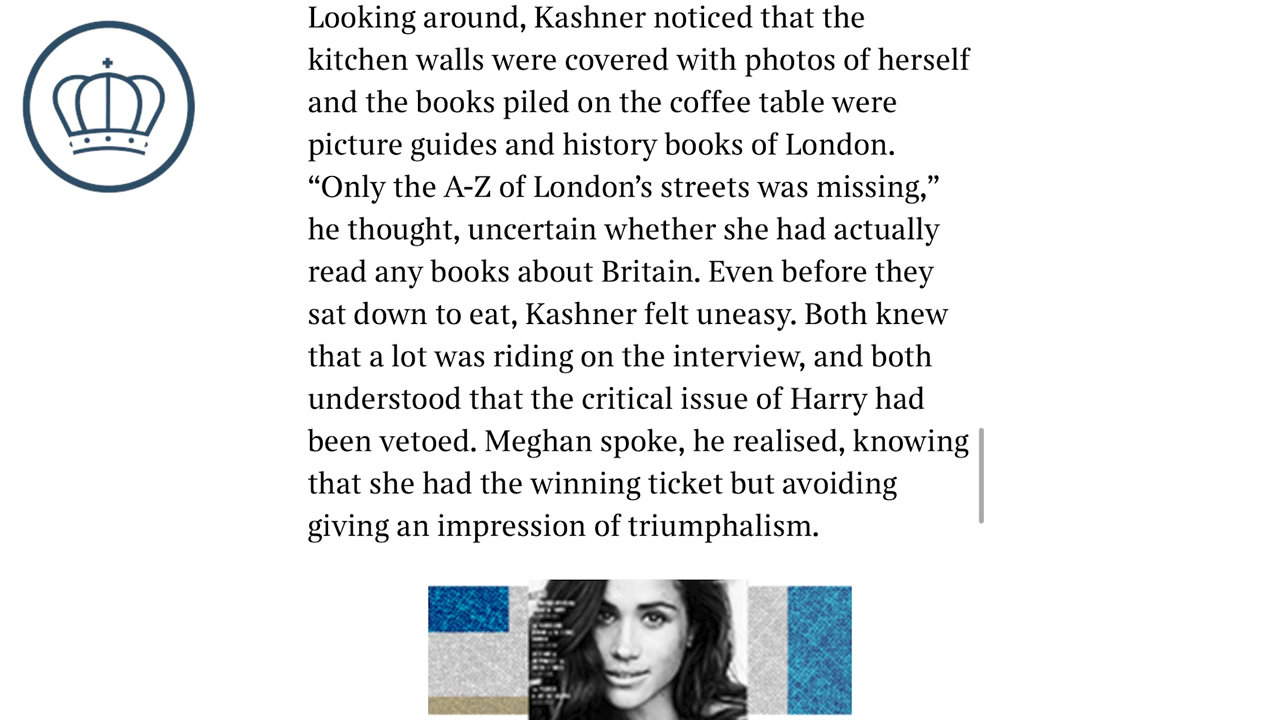 Looking around, Kashner noticed that the
kitchen walls were covered with photos of herself
and the books piled on the coffee table were
picture guides and history books of London.
“Only the A-Z of London’s streets was missing,”
he thought, uncertain whether she had actually
read any books about Britain. Even before they
sat down to eat, Kashner felt uneasy. Both knew
that a lot was riding on the interview, and both
understood that the critical issue of Harry had
been vetoed. Meghan spoke, he realised, knowing
that she had the winning ticket but avoiding
giving an impression of triumphalism.